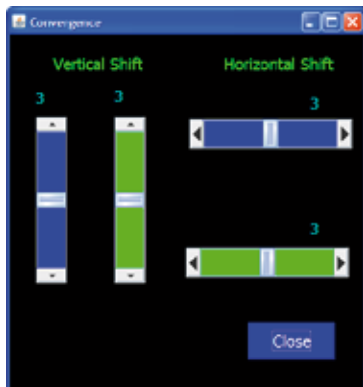 Convergence
Vertical Shift
Horizontal Shift
3
3
3
3
Close